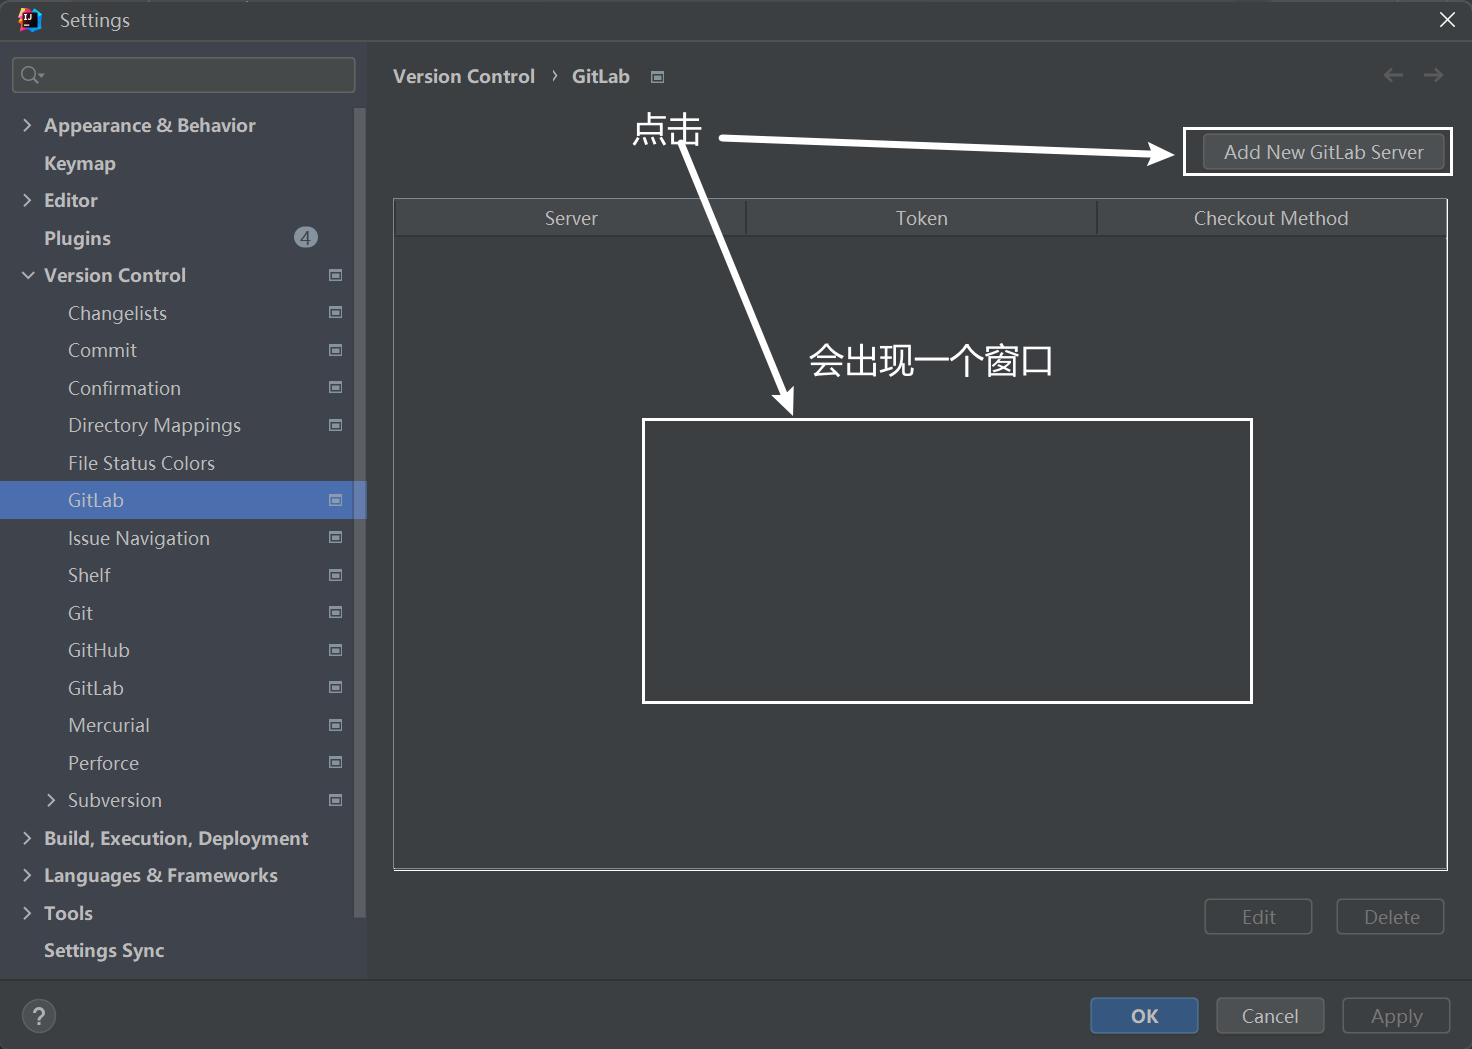 Settings
Version Control › GitLab
Appearance & Behavior
Keymap
Editor
Plugins 4
Version Control
Changelists
Commit
Confirmation
Directory Mappings
File Status Colors
GitLab
Issue Navigation
Shelf
Git
GitHub
GitLab
Mercurial
Perforce
Subversion
Build, Execution, Deployment
Languages & Frameworks
Tools
Settings Sync
点击
Add New GitLab Server
Server Token Checkout Method
会出现一个窗口
Edit Delete
? OK Cancel Apply